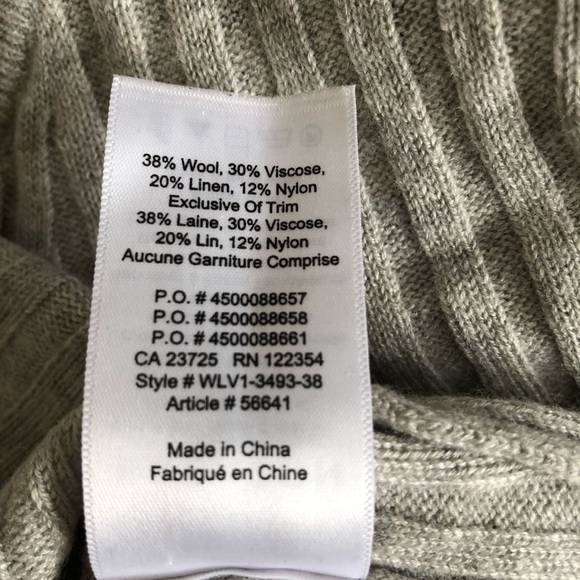 38% Wool, 30% Viscose,
20% Linen, 12% Nylon
Exclusive Of Trim
38% Laine, 30% Viscose,
20% Lin, 12% Nylon
Aucune Garniture Comprise
P.O. # 4500088657
P.O. # 4500088658
P.O. # 4500088661
CA 23725 RN 122354
Style # WLV1-3493-38
Article # 56641
Made in China
Fabriqué en Chine